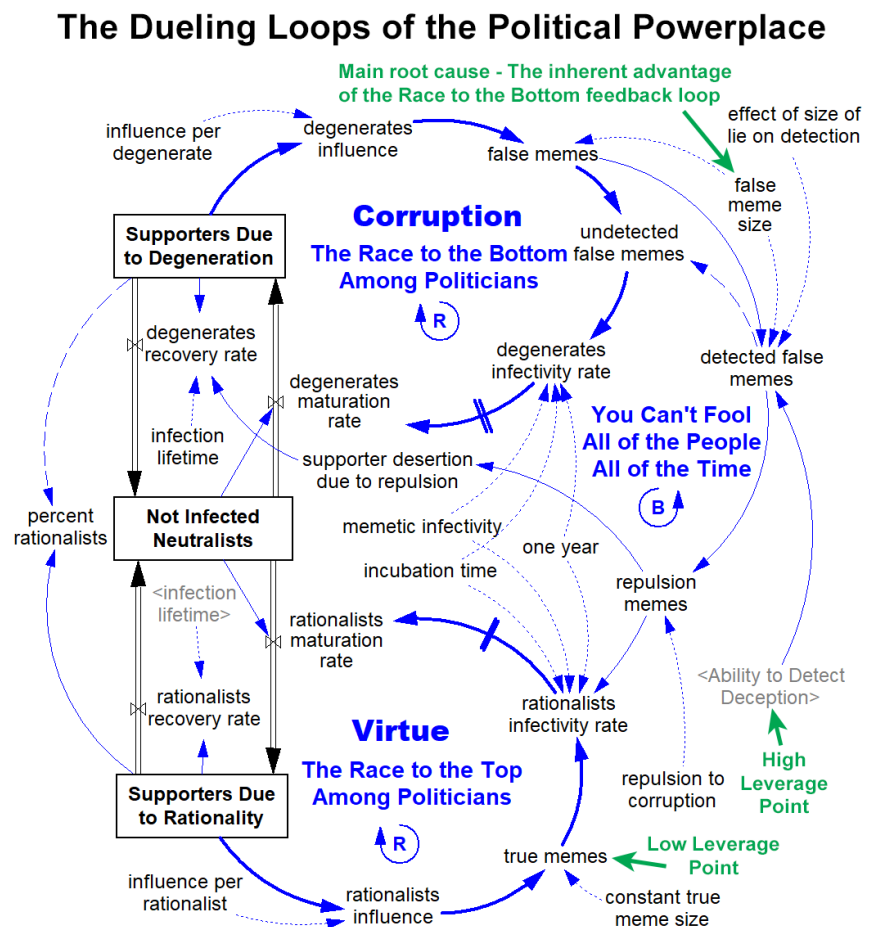 The Dueling Loops of the Political Powerplace
Main root cause - The inherent advantage
of the Race to the Bottom feedback loop
effect of size of
lie on detection
influence per
degenerate
degenerates
influence
false memes
false
meme
size
Supporters Due
to Degeneration
Corruption
The Race to the Bottom
Among Politicians
R
undetected
false memes
degenerates
recovery rate
degenerates
infectivity rate
detected false
memes
degenerates
maturation
rate
You Can't Fool
All of the People
All of the Time
B
infection
lifetime
supporter desertion
due to repulsion
percent
rationalists
Not Infected
Neutralists
memetic infectivity
one year
incubation time
repulsion
memes
<infection
lifetime>
rationalists
maturation
rate
<Ability to Detect
Deception>
rationalists
recovery rate
rationalists
infectivity rate
Virtue
The Race to the Top
Among Politicians
R
High
Leverage
Point
repulsion to
corruption
Supporters Due
to Rationality
Low Leverage
Point
true memes
influence per
rationalist
rationalists
influence
constant true
meme size